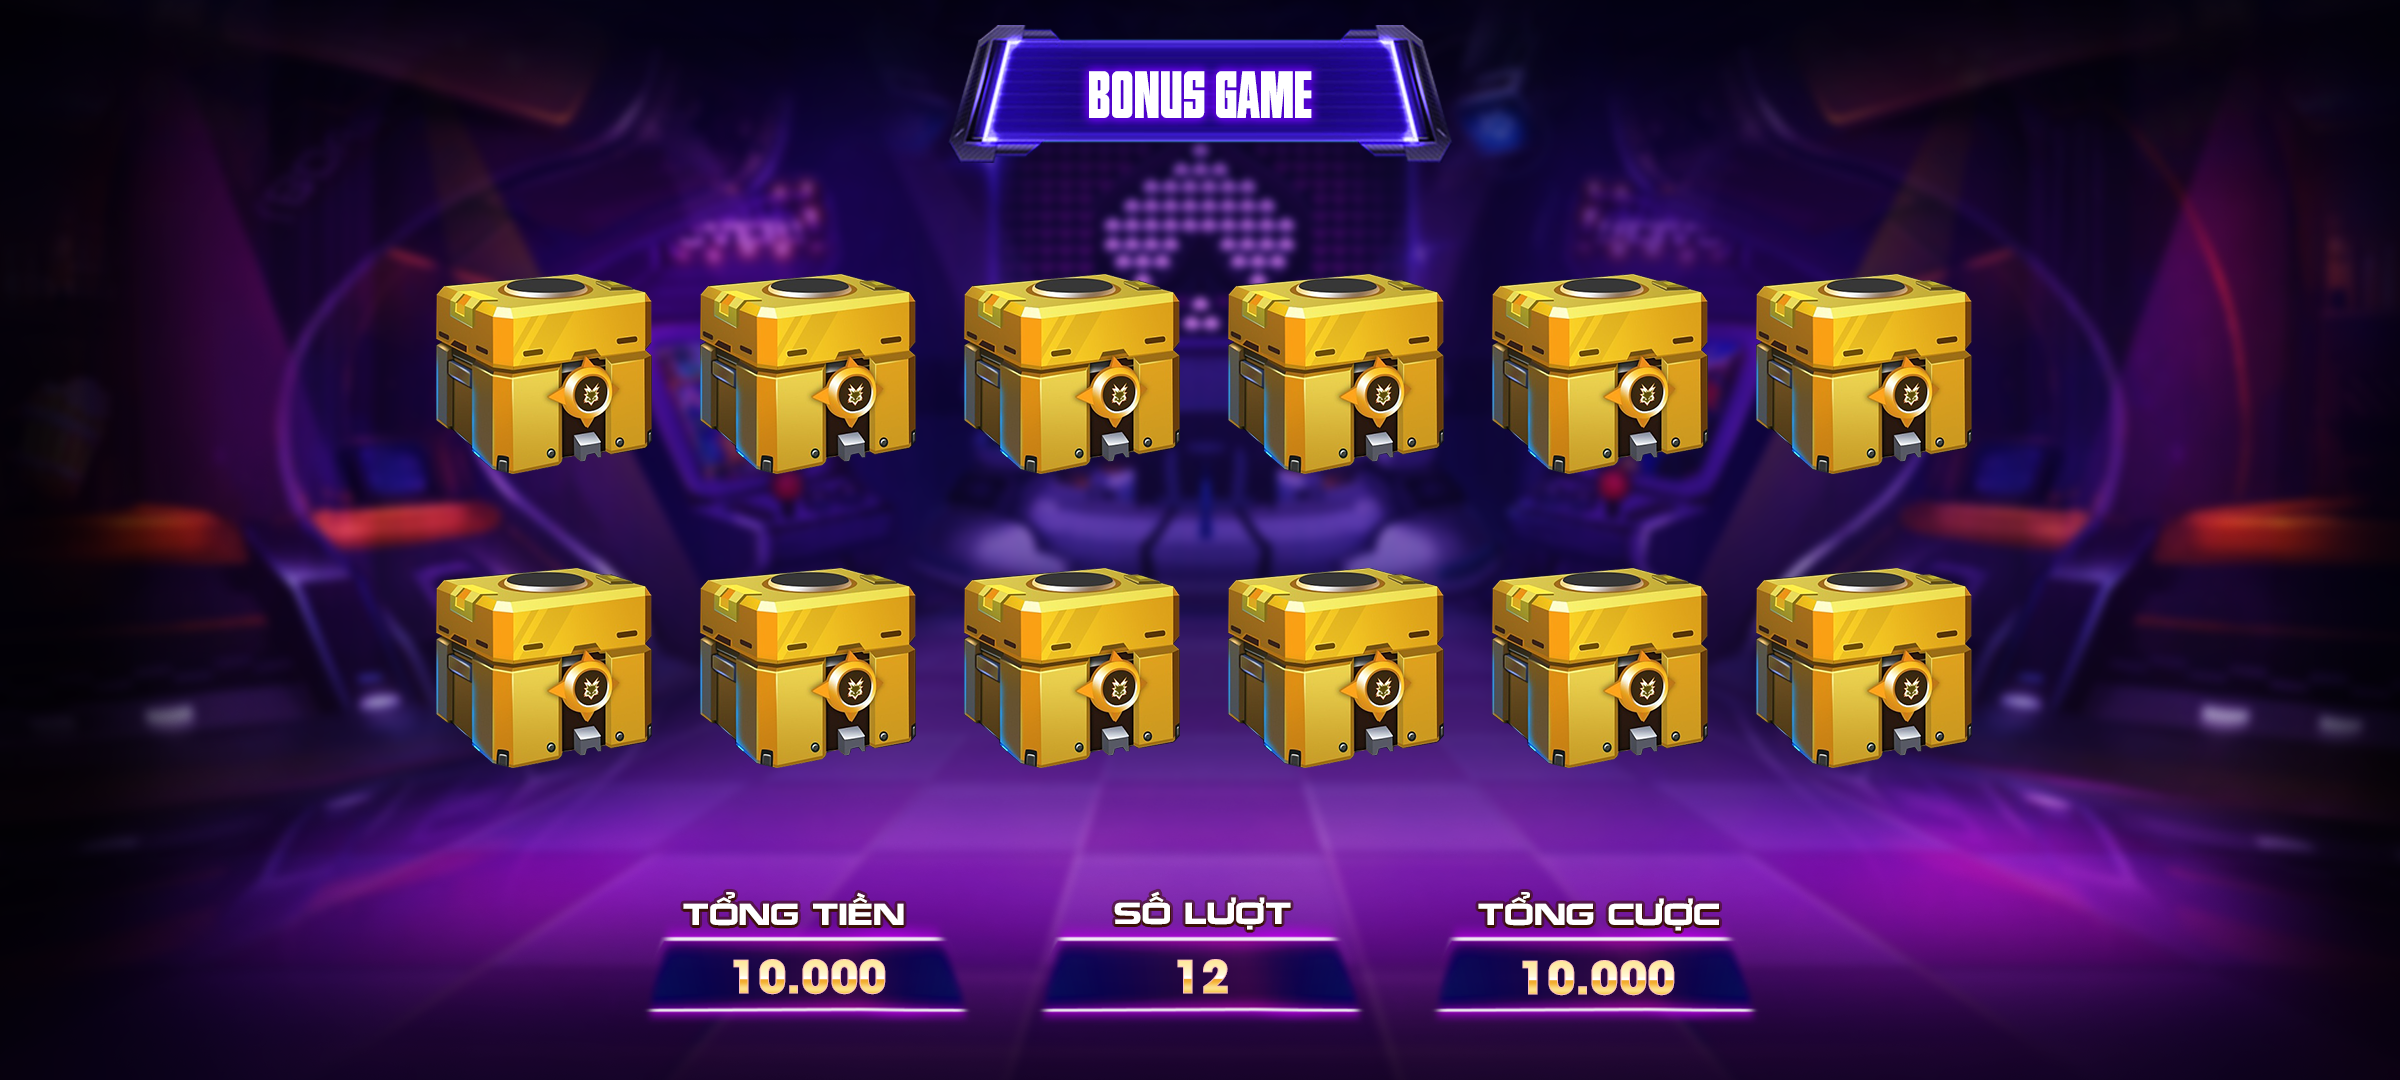 BONUS GAME
TỔNG TIỀN
SỐ LƯỢT
TỔNG CƯỢC
10.000
12
10.000